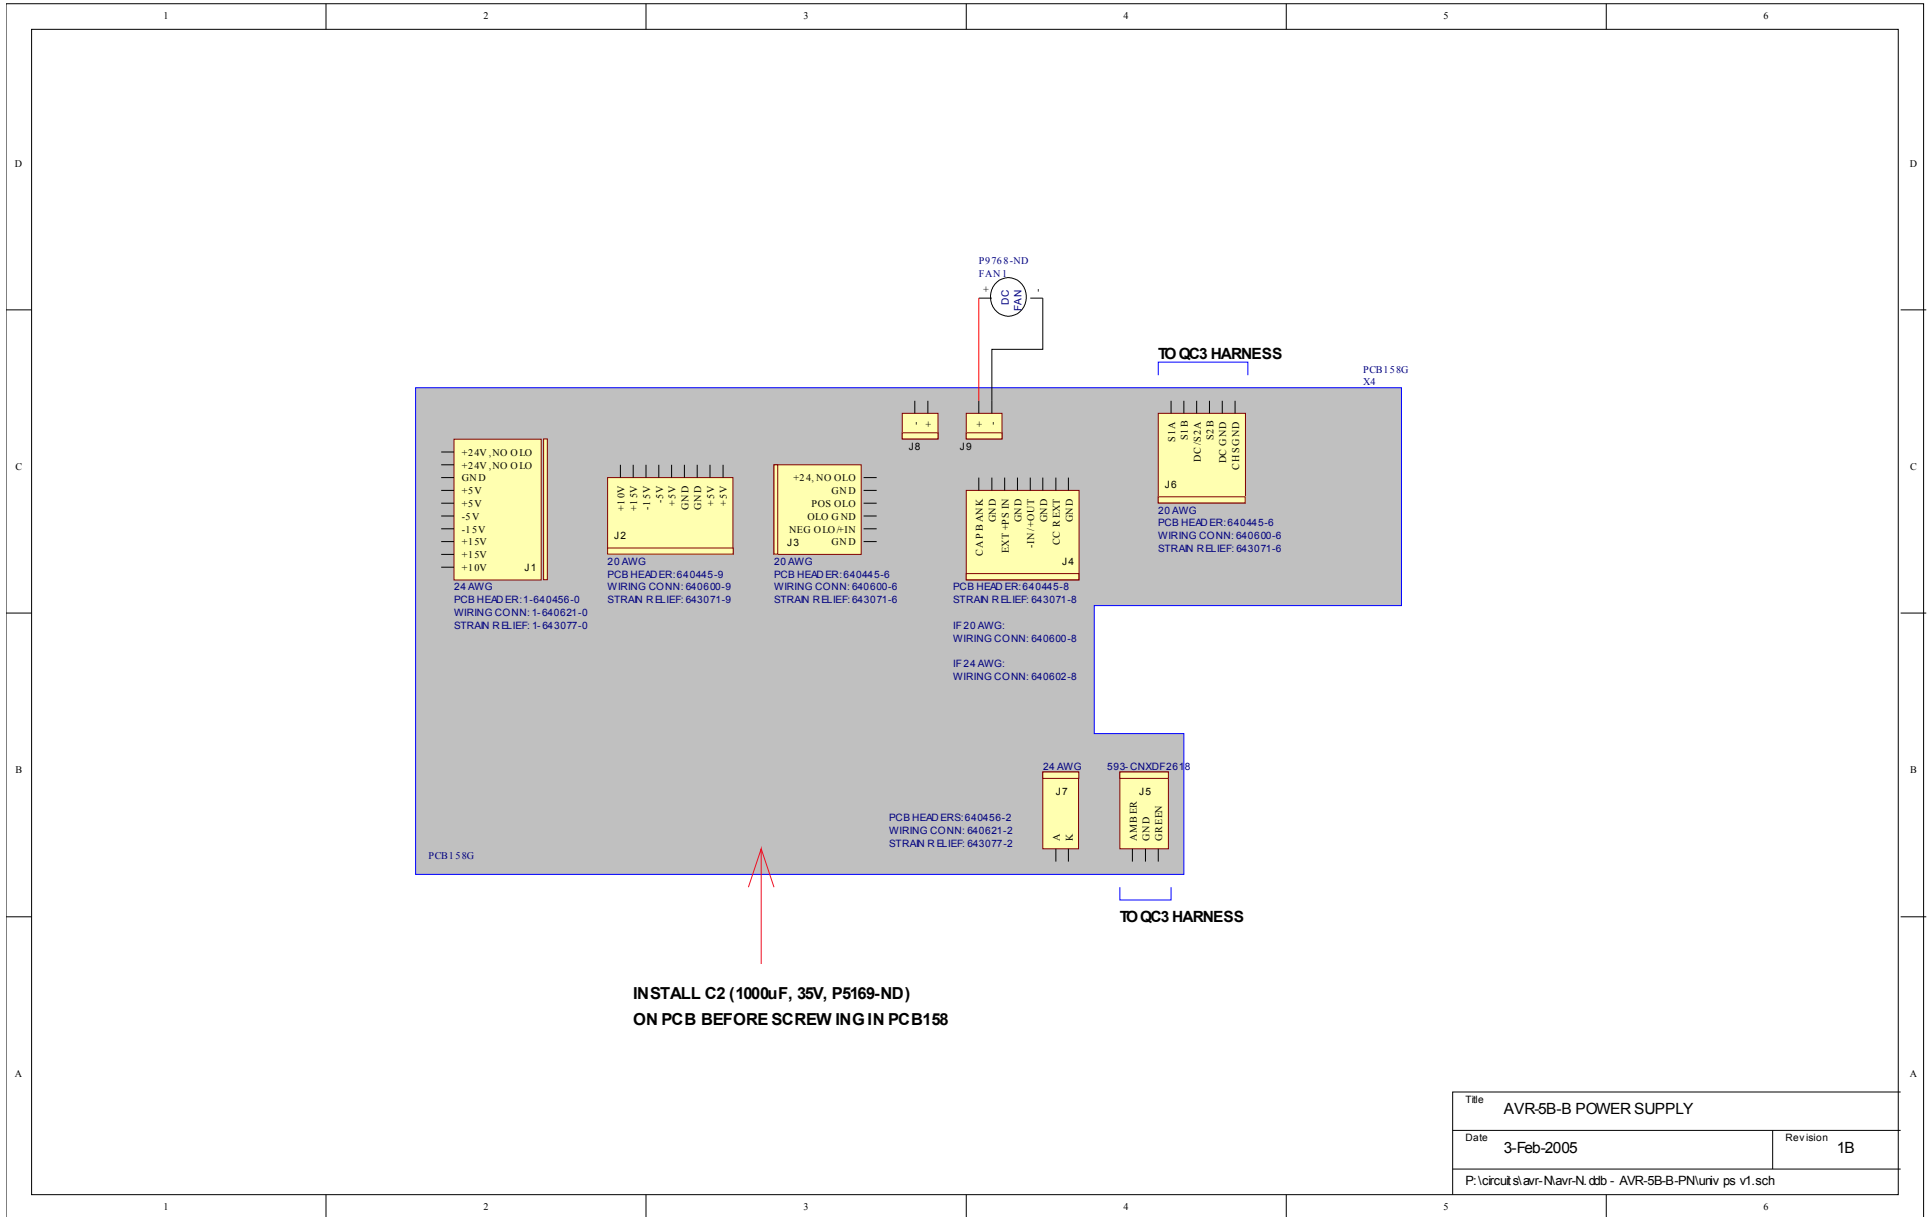 1 2 3 4 5 6
D D
P9768-ND
FAN1
+ -
DC
FAN
TO QC3 HARNESS
PCB158G
X4
C C
- +
J8
+ -
J9
S1A
S1B
DC/S2A
S2B
DC GND
CHSGND
J6
20 AWG
PCB HEADER: 640445-6
WIRING CONN: 640600-6
STRAIN RELIEF: 643071-6
+24V, NO OLO
+24V, NO OLO
GND
+5V
+5V
-5V
-15V
+15V
+15V
+10V
J1
24 AWG
PCB HEADER: 1-640456-0
WIRING CONN: 1-640621-0
STRAIN RELIEF: 1-643077-0
+10V
+15V
-15V
-5V
+5V
GND
GND
+5V
+5V
J2
20 AWG
PCB HEADER: 640445-9
WIRING CONN: 640600-9
STRAIN RELIEF: 643071-9
+24, NO OLO
GND
POS OLO
OLO GND
NEG OLO/+IN
GND
J3
20 AWG
PCB HEADER: 640445-6
WIRING CONN: 640600-6
STRAIN RELIEF: 643071-6
CAP BANK
GND
EXT +PS IN
GND
-IN/+OUT
GND
CC R EXT
GND
J4
PCB HEADER: 640445-8
STRAIN RELIEF: 643071-8
IF 20 AWG:
WIRING CONN: 640600-8
IF 24 AWG:
WIRING CONN: 640602-8
B B
24 AWG
J7
A
K
593-CNXDF2618
J5
AMBER
GND
GREEN
PCB HEADERS: 640456-2
WIRING CONN: 640621-2
STRAIN RELIEF: 643077-2
PCB158G
TO QC3 HARNESS
INSTALL C2 (1000uF, 35V, P5169-ND)
ON PCB BEFORE SCREWING IN PCB158
A A
Title AVR-5B-B POWER SUPPLY
Date 3-Feb-2005 Revision 1B
P:\circuits\avr-N\avr-N.ddb - AVR-5B-B-PN\univ ps v1.sch
1 2 3 4 5 6